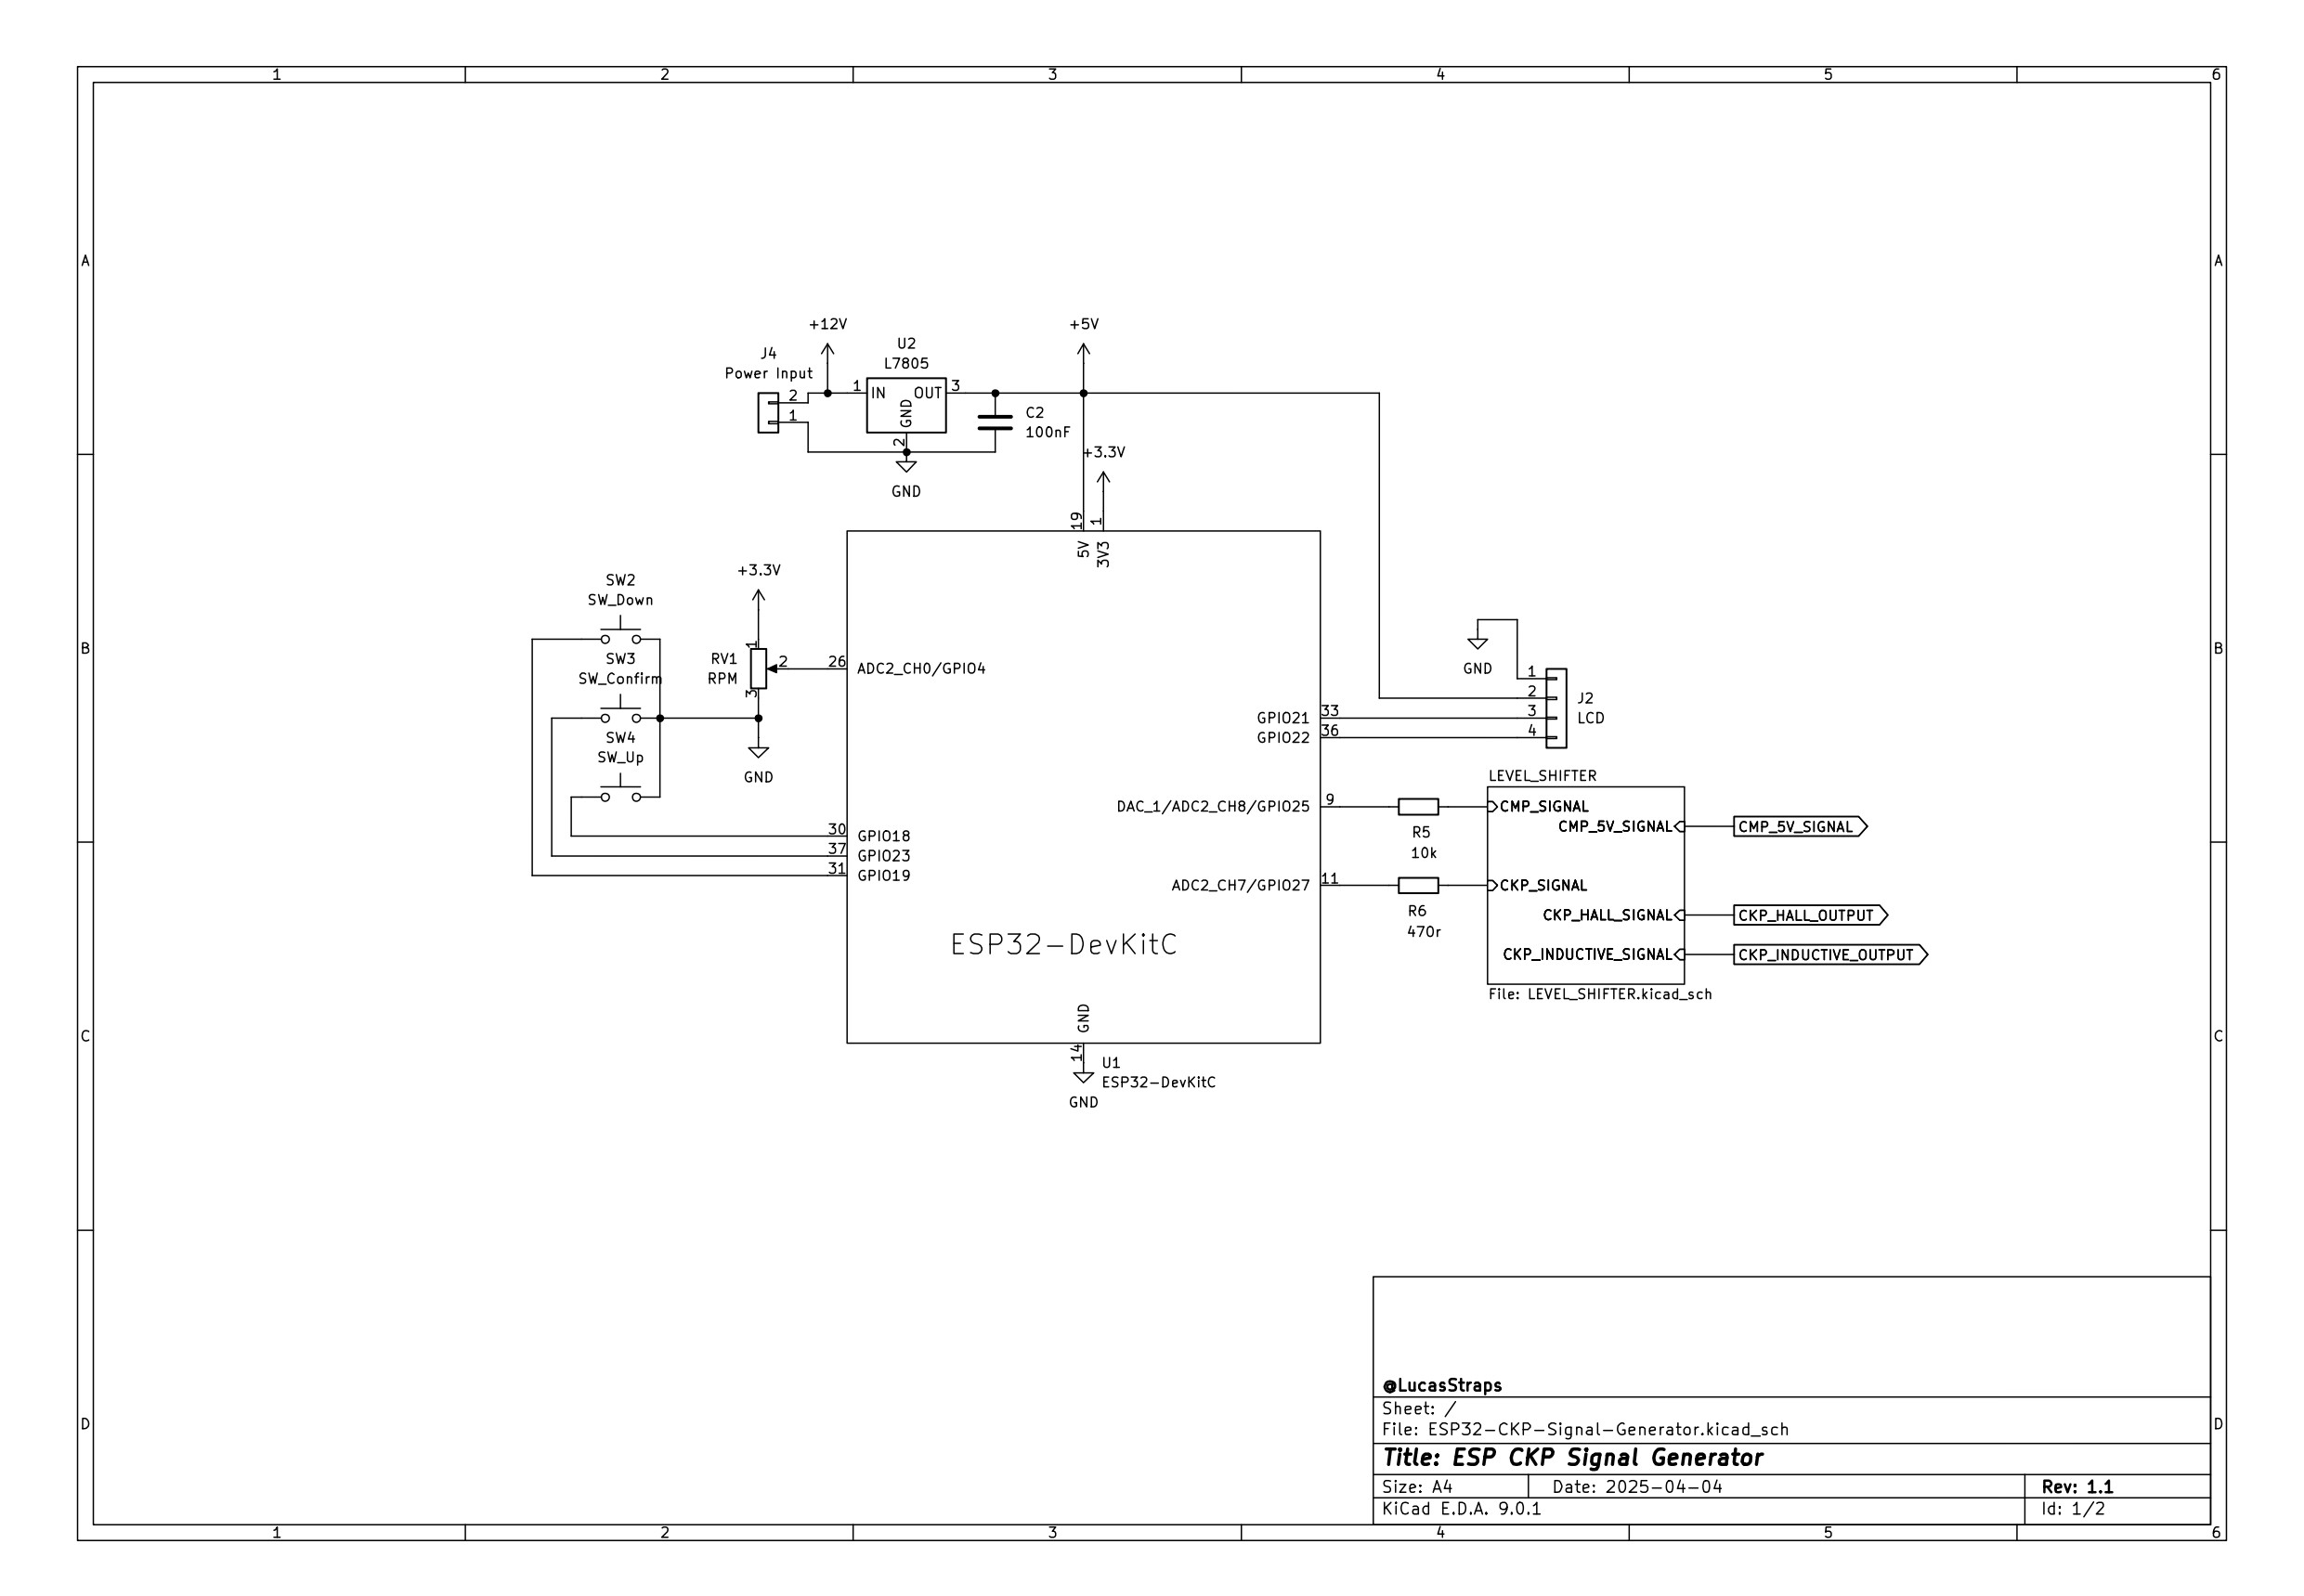 1 2 3 4 5 6
A A
+12V
+5V
U2
L7805
J4
Power Input
2
1
1
IN
OUT
GND
3
2
C2
100nF
GND
+3.3V
19
1
5V
3V3
B B
SW2
SW_Down
SW3
SW_Confirm
SW4
SW_Up
+3.3V
RV1
RPM
1
2
3
GND
26
ADC2_CH0/GPIO4
30
GPIO18
37
GPIO23
31
GPIO19
GND
1
2
3
4
J2
LCD
GPIO21
33
GPIO22
36
DAC_1/ADC2_CH8/GPIO25
9
R5
10k
ADC2_CH7/GPIO27
11
R6
470r
LEVEL_SHIFTER
CMP_SIGNAL
CMP_5V_SIGNAL
CMP_5V_SIGNAL
CKP_SIGNAL
CKP_HALL_SIGNAL
CKP_HALL_OUTPUT
CKP_INDUCTIVE_SIGNAL
CKP_INDUCTIVE_OUTPUT
File: LEVEL_SHIFTER.kicad_sch
ESP32-DevKitC
GND
14
U1
ESP32-DevKitC
GND
C C
@LucasStraps
Sheet: /
File: ESP32-CKP-Signal-Generator.kicad_sch
Title: ESP CKP Signal Generator
Size: A4
Date: 2025-04-04
Rev: 1.1
KiCad E.D.A. 9.0.1
Id: 1/2
D D
1 2 3 4 5 6